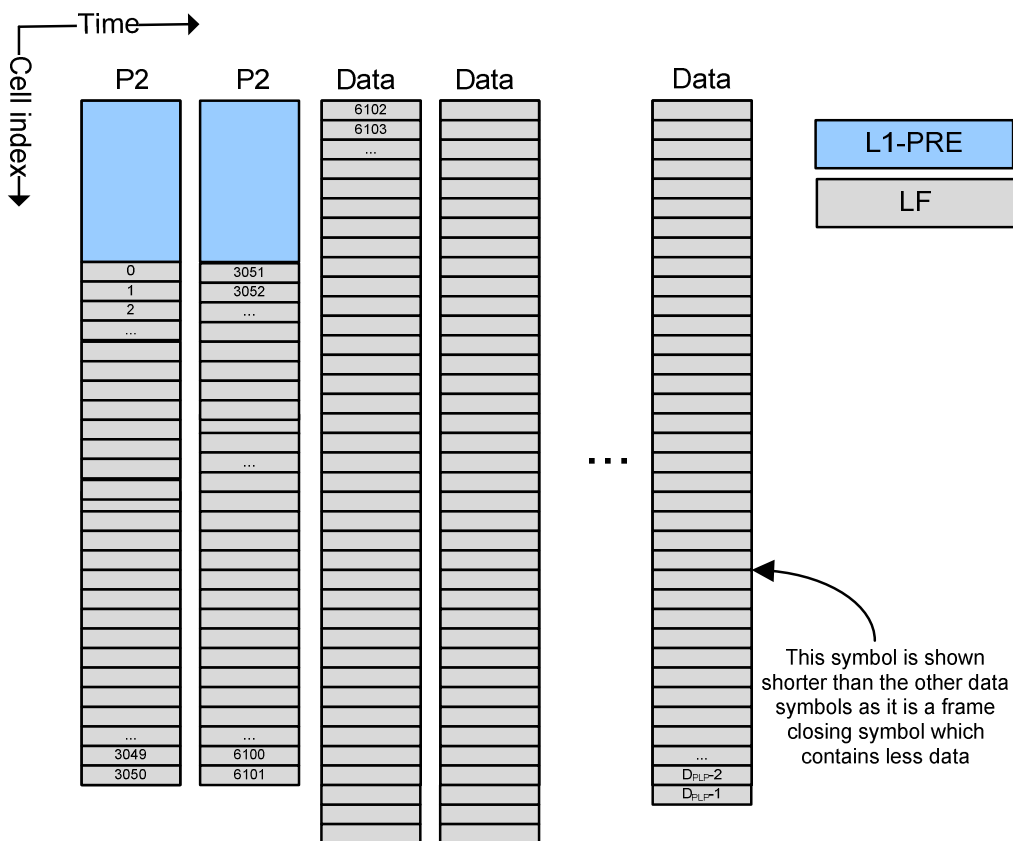 Time
Cell index
P2
P2
Data
Data
Data
L1-PRE
LF
0
1
2
...
...
3049
3050
3051
3052
...
...
...
6100
6101
6102
6103
...
...
...
D_PLP-2
D_PLP-1
This symbol is shown
shorter than the other data
symbols as it is a frame
closing symbol which
contains less data